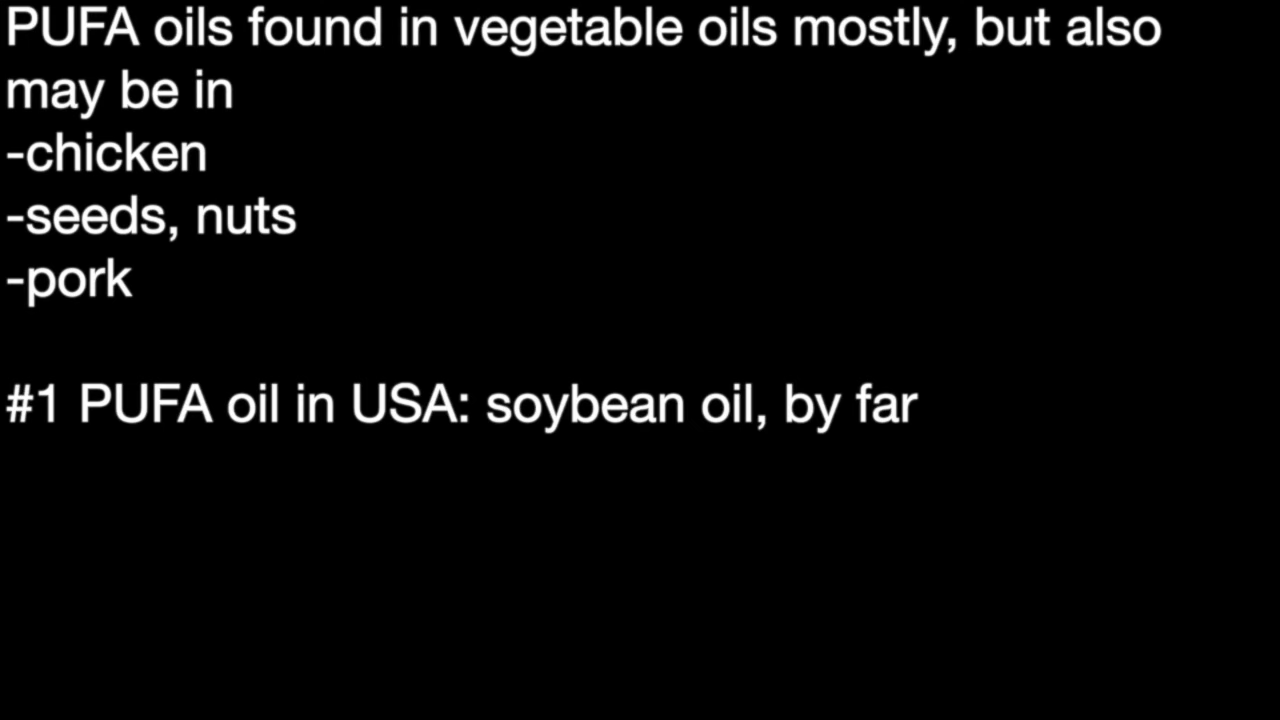 PUFA oils found in vegetable oils mostly, but also
may be in
-chicken
-seeds, nuts
-pork
#1 PUFA oil in USA: soybean oil, by far